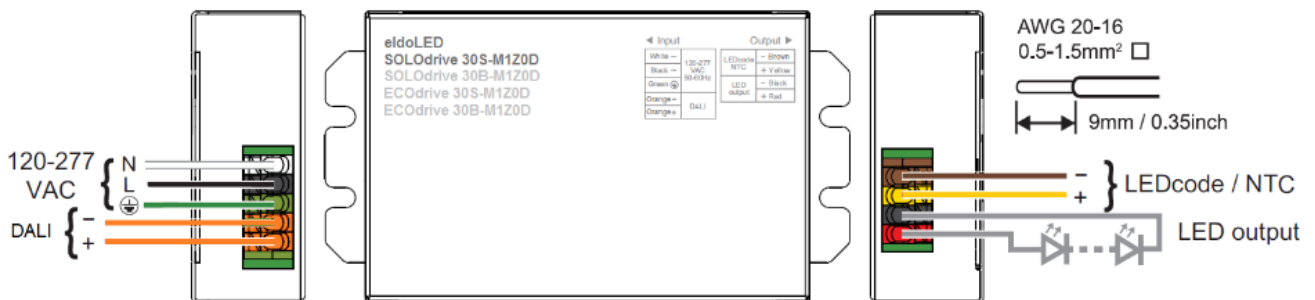 120-277
VAC
N
L
DALI
−
+
eldoLED
SOLOdrive 30S-M1Z0D
SOLOdrive 30B-M1Z0D
ECOdrive 30S-M1Z0D
ECOdrive 30B-M1Z0D
◄ Input
Output ►
White ~
Black ~
Green
120-277
VAC
50-60Hz
Orange -
Orange +
DALI
LEDcode
NTC
- Brown
+ Yellow
LED
output
- Black
+ Red
AWG 20-16
0.5-1.5mm²
9mm / 0.35inch
−
+
LEDcode / NTC
LED output